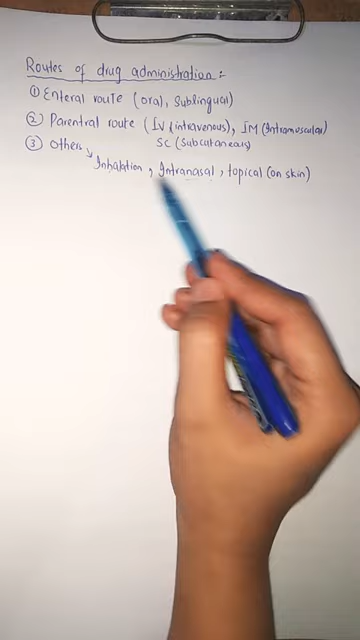 Routes of drug administration :-
① Enteral route (oral, Sublingual)
② Parentral route (IV (intravenous), IM (Intramuscular)
SC (Subcutaneous)
③ others
Inhalation, Intranasal, topical (on skin)